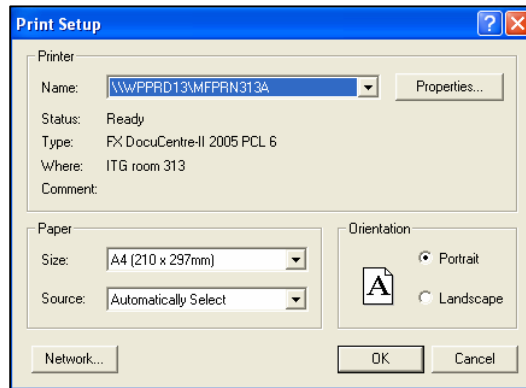 Print Setup
Printer
Name: \\WPPRD13\MFPRN313A Properties...
Status: Ready
Type: FX DocuCentre-II 2005 PCL 6
Where: ITG room 313
Comment:
Paper Orientation
Size: A4 (210 x 297mm) Portrait
A
Source: Automatically Select Landscape
Network... OK Cancel